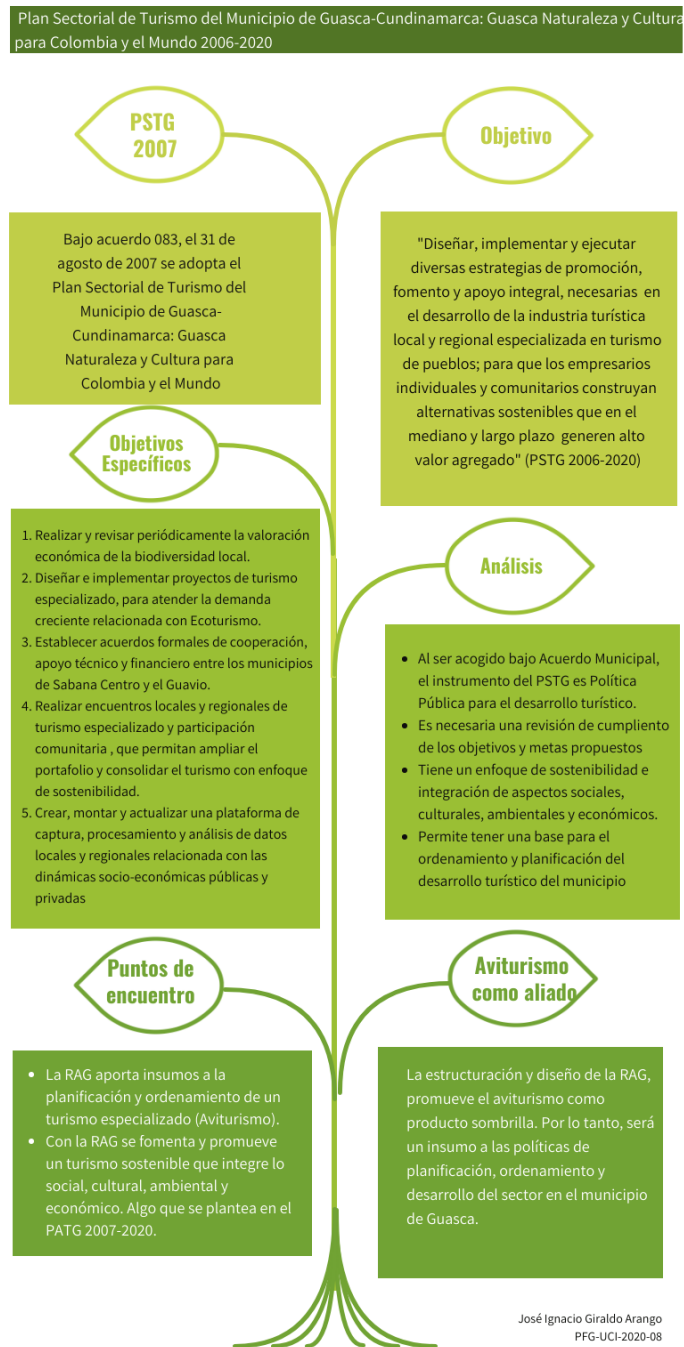 Plan Sectorial de Turismo del Municipio de Guasca-Cundinamarca: Guasca Naturaleza y Cultura
para Colombia y el Mundo 2006-2020
PSTG
2007
Bajo acuerdo 083, el 31 de
agosto de 2007 se adopta el
Plan Sectorial de Turismo del
Municipio de Guasca-
Cundinamarca: Guasca
Naturaleza y Cultura para
Colombia y el Mundo
Objetivo
"Diseñar, implementar y ejecutar
diversas estrategias de promoción,
fomento y apoyo integral, necesarias en
el desarrollo de la industria turística
local y regional especializada en turismo
de pueblos; para que los empresarios
individuales y comunitarios construyan
alternativas sostenibles que en el
mediano y largo plazo generen alto
valor agregado" (PSTG 2006-2020)
Objetivos
Específicos
1. Realizar y revisar periódicamente la valoración
económica de la biodiversidad local.
2. Diseñar e implementar proyectos de turismo
especializado, para atender la demanda
creciente relacionada con Ecoturismo.
3. Establecer acuerdos formales de cooperación,
apoyo técnico y financiero entre los municipios
de Sabana Centro y el Guavio.
4. Realizar encuentros locales y regionales de
turismo especializado y participación
comunitaria , que permitan ampliar el
portafolio y consolidar el turismo con enfoque
de sostenibilidad.
5. Crear, montar y actualizar una plataforma de
captura, procesamiento y análisis de datos
locales y regionales relacionada con las
dinámicas socio-económicas públicas y
privadas
Análisis
• Al ser acogido bajo Acuerdo Municipal,
el instrumento del PSTG es Política
Pública para el desarrollo turístico.
• Es necesaria una revisión de cumpliento
de los objetivos y metas propuestos
• Tiene un enfoque de sostenibilidad e
integración de aspectos sociales,
culturales, ambientales y económicos.
• Permite tener una base para el
ordenamiento y planificación del
desarrollo turístico del municipio
Puntos de
encuentro
• La RAG aporta insumos a la
planificación y ordenamiento de un
turismo especializado (Aviturismo).
• Con la RAG se fomenta y promueve
un turismo sostenible que integre lo
social, cultural, ambiental y
económico. Algo que se plantea en el
PATG 2007-2020.
Aviturismo
como aliado
La estructuración y diseño de la RAG,
promueve el aviturismo como
producto sombrilla. Por lo tanto, será
un insumo a las políticas de
planificación, ordenamiento y
desarrollo del sector en el municipio
de Guasca.
José Ignacio Giraldo Arango
PFG-UCI-2020-08